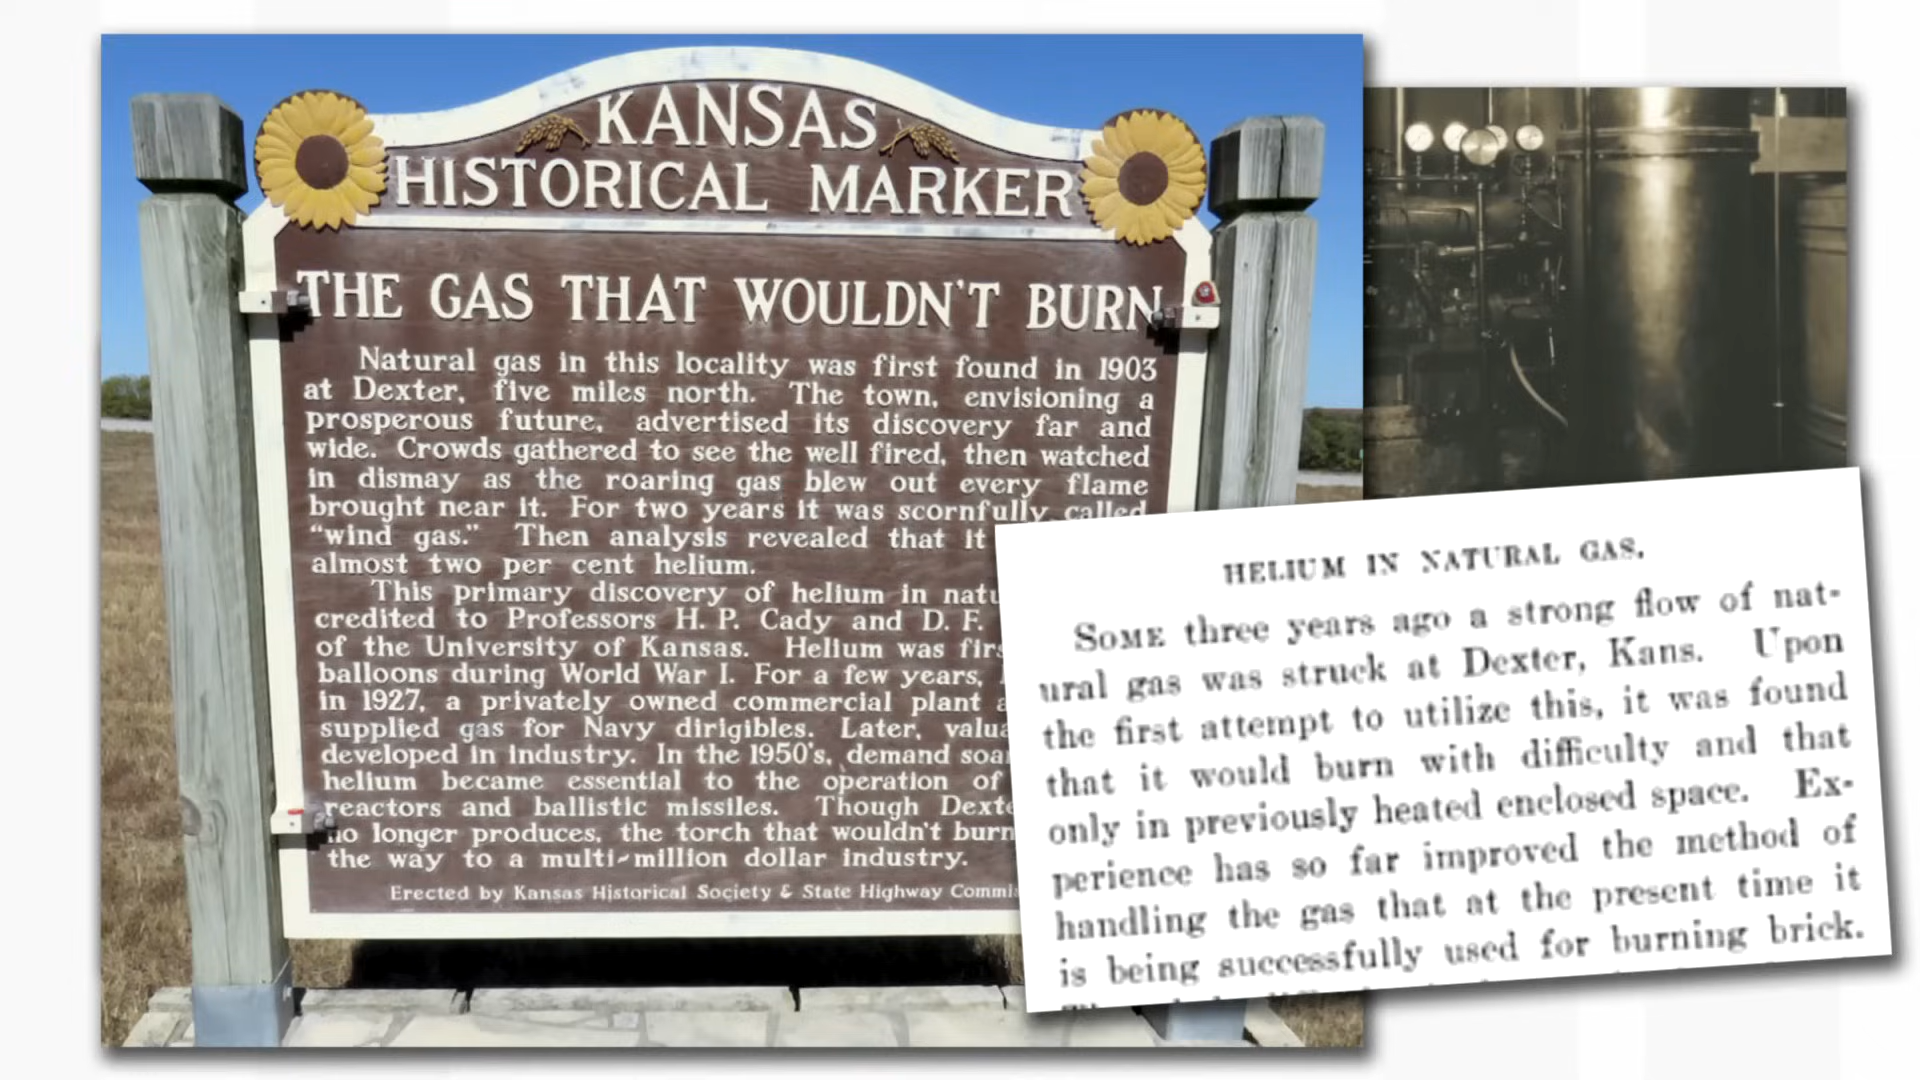 KANSAS
HISTORICAL MARKER
THE GAS THAT WOULDN'T BURN
Natural gas in this locality was first found in 1903
at Dexter, five miles north. The town, envisioning a
prosperous future, advertised its discovery far and
wide. Crowds gathered to see the well fired, then watched
in dismay as the roaring gas blew out every flame
brought near it. For two years it was scornfully called
"wind gas." Then analysis revealed that it
almost two per cent helium.
This primary discovery of helium in natu
credited to Professors H. P. Cady and D. F.
of the University of Kansas. Helium was firs
balloons during World War I. For a few years,
in 1927, a privately owned commercial plant a
supplied gas for Navy dirigibles. Later, valua
developed in industry. In the 1950's, demand soa
helium became essential to the operation of
reactors and ballistic missiles. Though Dexte
no longer produces, the torch that wouldn't burn
the way to a multi-million dollar industry.
Erected by Kansas Historical Society & State Highway Commis
HELIUM IN NATURAL GAS.
SOME three years ago a strong flow of nat-
ural gas was struck at Dexter, Kans. Upon
the first attempt to utilize this, it was found
that it would burn with difficulty and that
only in previously heated enclosed space. Ex-
perience has so far improved the method of
handling the gas that at the present time it
is being successfully used for burning brick.